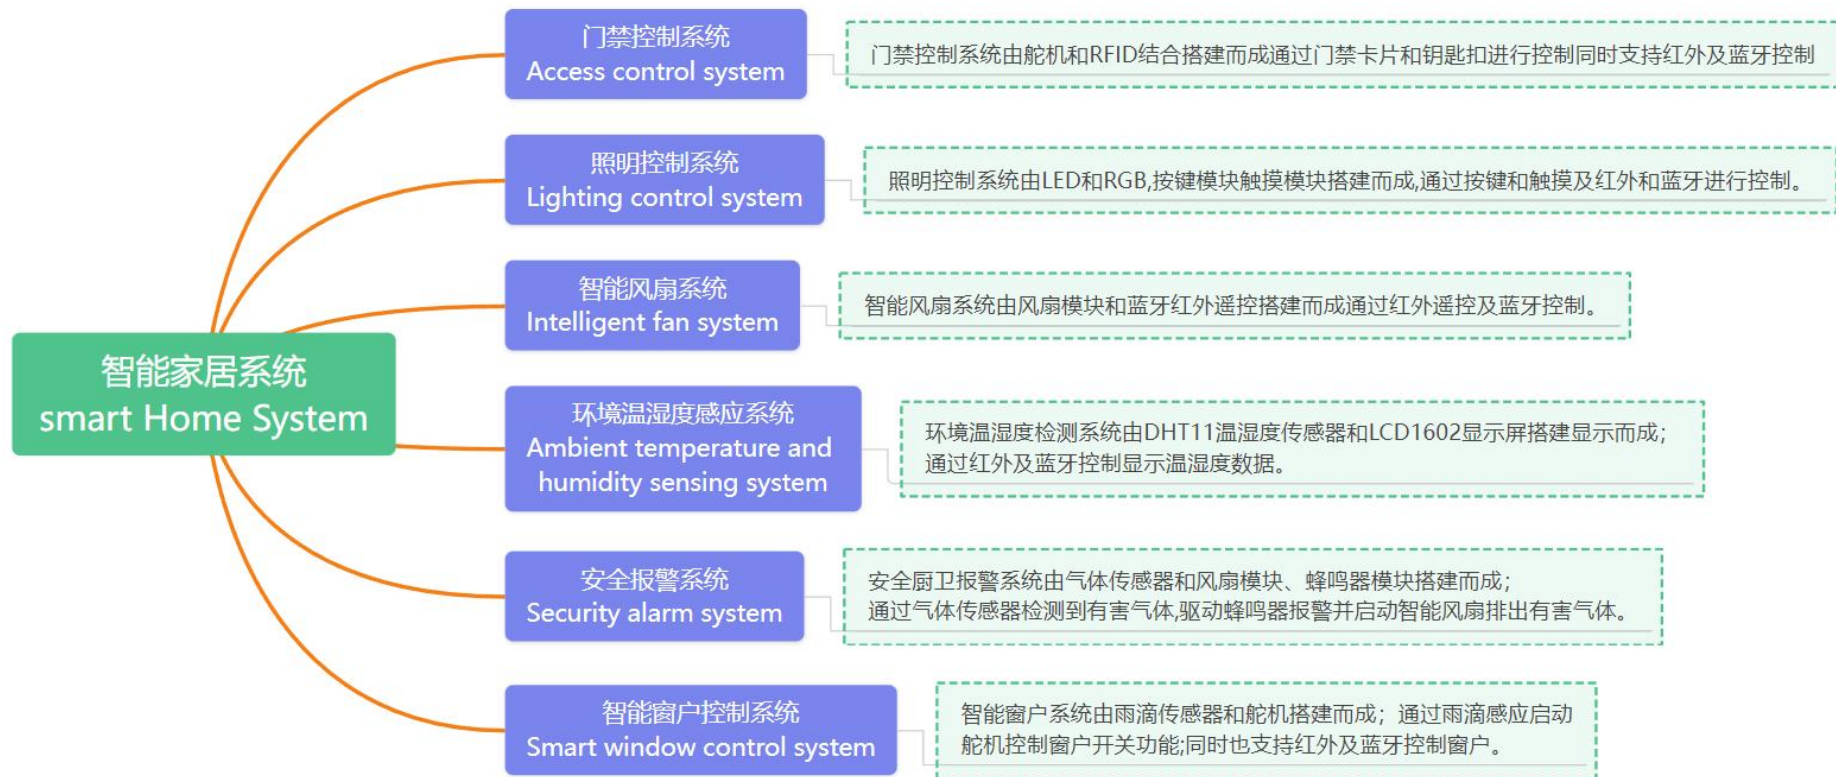 门禁控制系统
Access control system
门禁控制系统由舵机和RFID结合搭建而成通过门禁卡片和钥匙扣进行控制同时支持红外及蓝牙控制
照明控制系统
Lighting control system
照明控制系统由LED和RGB,按键模块触摸模块搭建而成,通过按键和触摸及红外和蓝牙进行控制。
智能风扇系统
Intelligent fan system
智能风扇系统由风扇模块和蓝牙红外遥控搭建而成通过红外遥控及蓝牙控制。
智能家居系统
smart Home System
环境温湿度感应系统
Ambient temperature and
humidity sensing system
环境温湿度检测系统由DHT11温湿度传感器和LCD1602显示屏搭建显示而成；
通过红外及蓝牙控制显示温湿度数据。
安全报警系统
Security alarm system
安全厨卫报警系统由气体传感器和风扇模块、蜂鸣器模块搭建而成；
通过气体传感器检测到有害气体,驱动蜂鸣器报警并启动智能风扇排出有害气体。
智能窗户控制系统
Smart window control system
智能窗户系统由雨滴传感器和舵机搭建而成；通过雨滴感应启动
舵机控制窗户开关功能;同时也支持红外及蓝牙控制窗户。